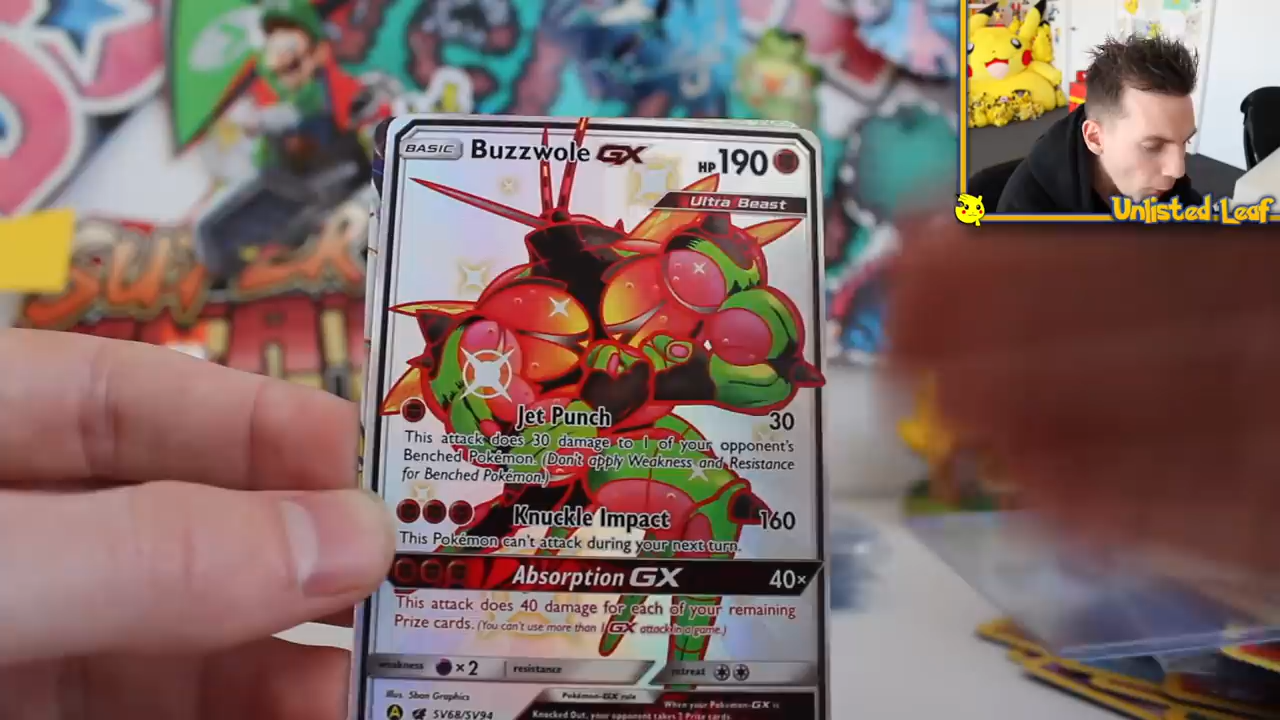 BASIC Buzzwole GX HP 190
Ultra Beast
Unlisted Leaf
Jet Punch 30
This attack does 30 damage to 1 of your opponent's
Benched Pokémon. (Don't apply Weakness and Resistance
for Benched Pokémon.)
Knuckle Impact 160
This Pokémon can't attack during your next turn.
Absorption GX 40×
This attack does 40 damage for each of your remaining
Prize cards. (You can't use more than 1 GX attack in a game.)
weakness ×2 resistance retreat
Illus. 5ban Graphics
Pokémon-GX rule
When your Pokémon-GX is
Knocked Out, your opponent takes 2 Prize cards.
A SV68/SV94
SUPER